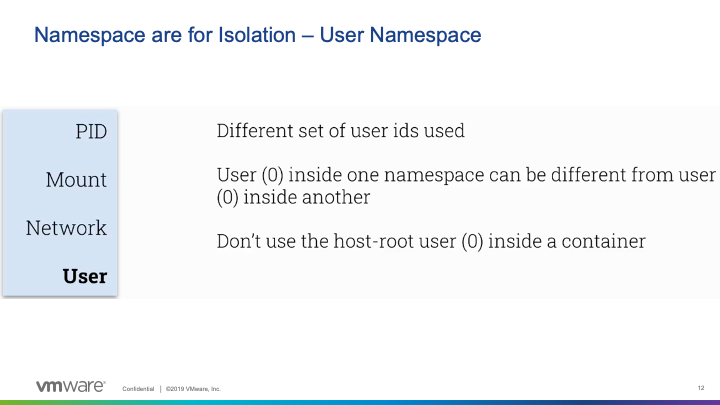 Namespace are for Isolation – User Namespace
PID
Mount
Network
User
Different set of user ids used
User (0) inside one namespace can be different from user
(0) inside another
Don’t use the host-root user (0) inside a container
vmware®
Confidential | ©2019 VMware, Inc.
12